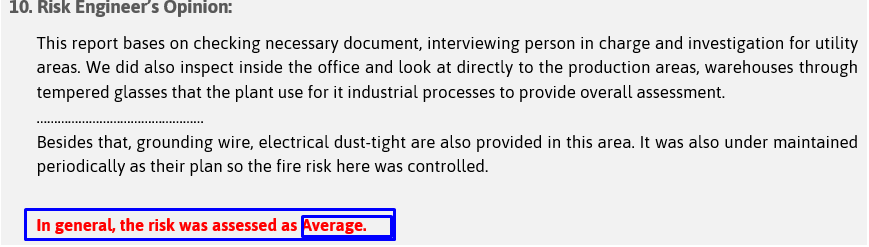 10. Risk Engineer's Opinion:
This report bases on checking necessary document, interviewing person in charge and investigation for utility
areas. We did also inspect inside the office and look at directly to the production areas, warehouses through
tempered glasses that the plant use for it industrial processes to provide overall assessment.
................................................
Besides that, grounding wire, electrical dust-tight are also provided in this area. It was also under maintained
periodically as their plan so the fire risk here was controlled.
In general, the risk was assessed as Average.